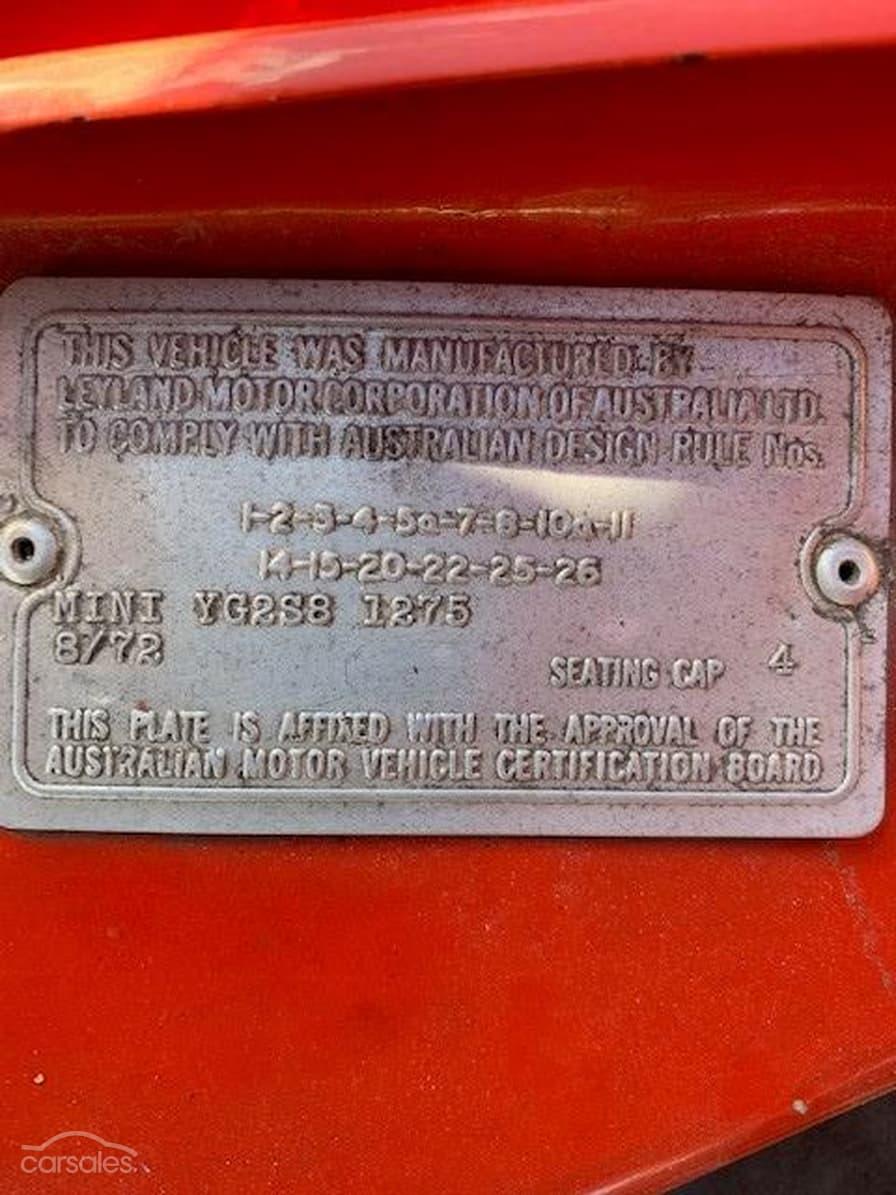 THIS VEHICLE WAS MANUFACTURED BY
LEYLAND MOTOR CORPORATION OF AUSTRALIA LTD.
TO COMPLY WITH AUSTRALIAN DESIGN RULE Nos.
1-2-3-4-5a-7-8-10a-11
14-15-20-22-25-26
MINI YG2S8 1275
8/72
SEATING CAP 4
THIS PLATE IS AFFIXED WITH THE APPROVAL OF THE
AUSTRALIAN MOTOR VEHICLE CERTIFICATION BOARD
carsales